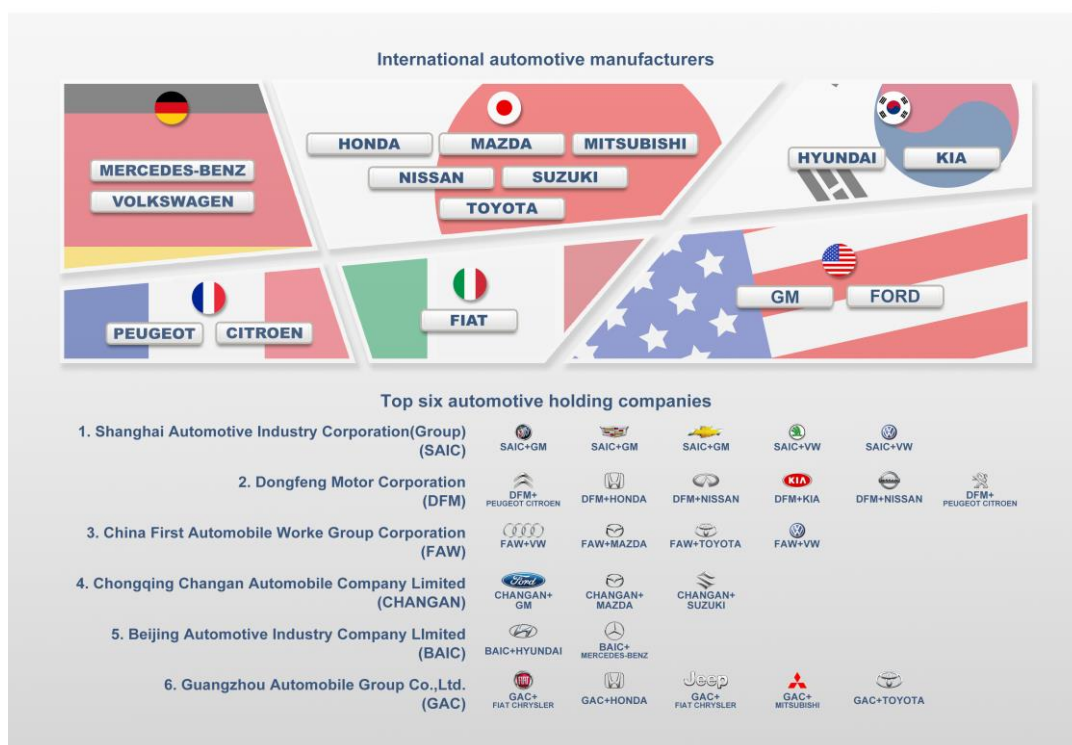 International automotive manufacturers
MERCEDES-BENZ
VOLKSWAGEN
HONDA
MAZDA
MITSUBISHI
NISSAN
SUZUKI
TOYOTA
HYUNDAI
KIA
PEUGEOT
CITROEN
FIAT
GM
FORD
Top six automotive holding companies
1. Shanghai Automotive Industry Corporation(Group)
(SAIC)
SAIC+GM
SAIC+GM
SAIC+GM
SAIC+VW
SAIC+VW
2. Dongfeng Motor Corporation
(DFM)
DFM+
PEUGEOT CITROEN
DFM+HONDA
DFM+NISSAN
KIA
DFM+KIA
DFM+NISSAN
DFM+
PEUGEOT CITROEN
3. China First Automobile Worke Group Corporation
(FAW)
FAW+VW
FAW+MAZDA
FAW+TOYOTA
FAW+VW
4. Chongqing Changan Automobile Company Limited
(CHANGAN)
Ford
CHANGAN+
GM
CHANGAN+
MAZDA
CHANGAN+
SUZUKI
5. Beijing Automotive Industry Company LImited
(BAIC)
BAIC+HYUNDAI
BAIC+
MERCEDES-BENZ
6. Guangzhou Automobile Group Co.,Ltd.
(GAC)
FIAT
GAC+
FIAT CHRYSLER
GAC+HONDA
Jeep
GAC+
FIAT CHRYSLER
GAC+
MITSUBISHI
GAC+TOYOTA